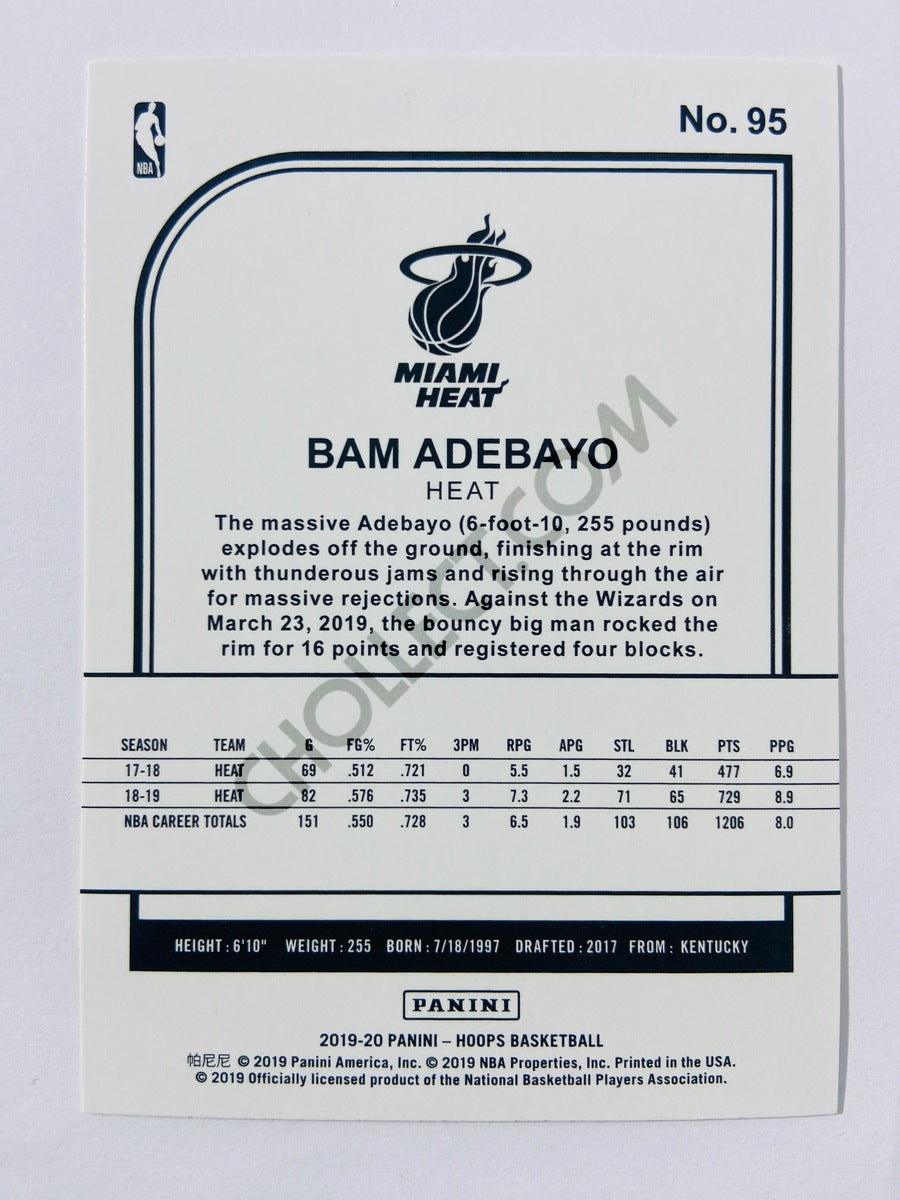 No. 95
NBA
MIAMI
HEAT
BAM ADEBAYO
HEAT
The massive Adebayo (6-foot-10, 255 pounds)
explodes off the ground, finishing at the rim
with thunderous jams and rising through the air
for massive rejections. Against the Wizards on
March 23, 2019, the bouncy big man rocked the
rim for 16 points and registered four blocks.
CHOLLECT.COM
SEASON TEAM G FG% FT% 3PM RPG APG STL BLK PTS PPG
17-18 HEAT 69 .512 .721 0 5.5 1.5 32 41 477 6.9
18-19 HEAT 82 .576 .735 3 7.3 2.2 71 65 729 8.9
NBA CAREER TOTALS 151 .550 .728 3 6.5 1.9 103 106 1206 8.0
HEIGHT: 6'10" WEIGHT: 255 BORN: 7/18/1997 DRAFTED: 2017 FROM: KENTUCKY
PANINI
2019-20 PANINI – HOOPS BASKETBALL
帕尼尼 © 2019 Panini America, Inc. © 2019 NBA Properties, Inc. Printed in the USA.
© 2019 Officially licensed product of the National Basketball Players Association.